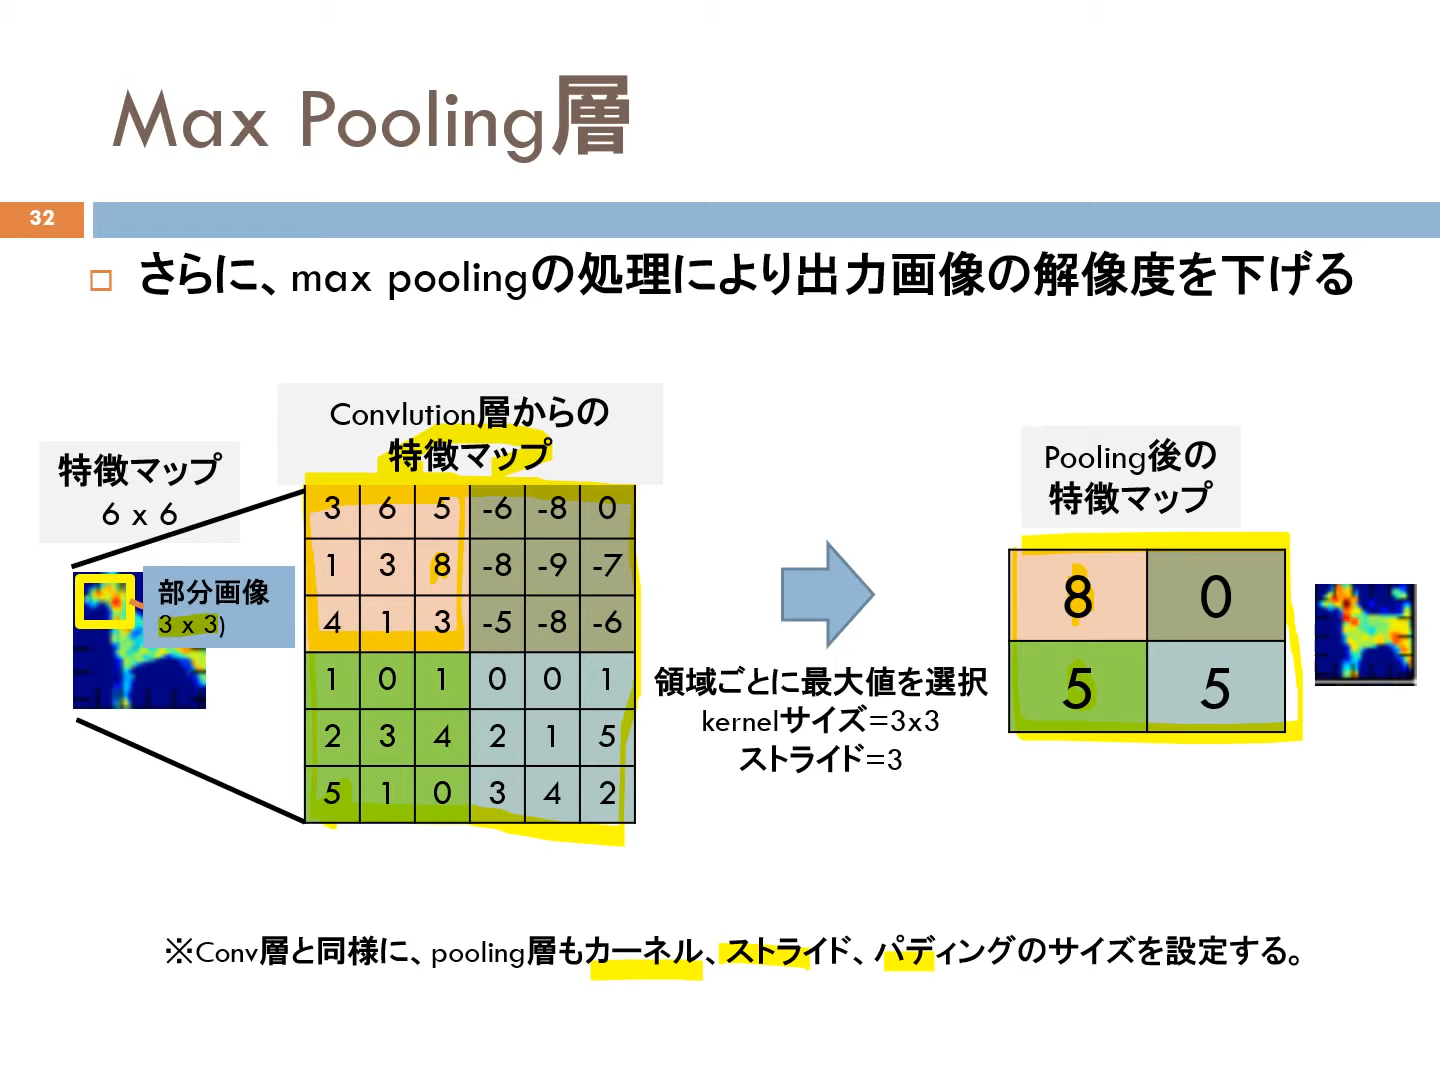 Max Pooling層
32
さらに、max poolingの処理により出力画像の解像度を下げる
特徴マップ
6 x 6
部分画像
3 x 3)
Convlution層からの
特徴マップ
3 6 5 -6 -8 0
1 3 8 -8 -9 -7
4 1 3 -5 -8 -6
1 0 1 0 0 1
2 3 4 2 1 5
5 1 0 3 4 2
領域ごとに最大値を選択
kernelサイズ=3x3
ストライド=3
Pooling後の
特徴マップ
8 0
5 5
※Conv層と同様に、pooling層もカーネル、ストライド、パディングのサイズを設定する。